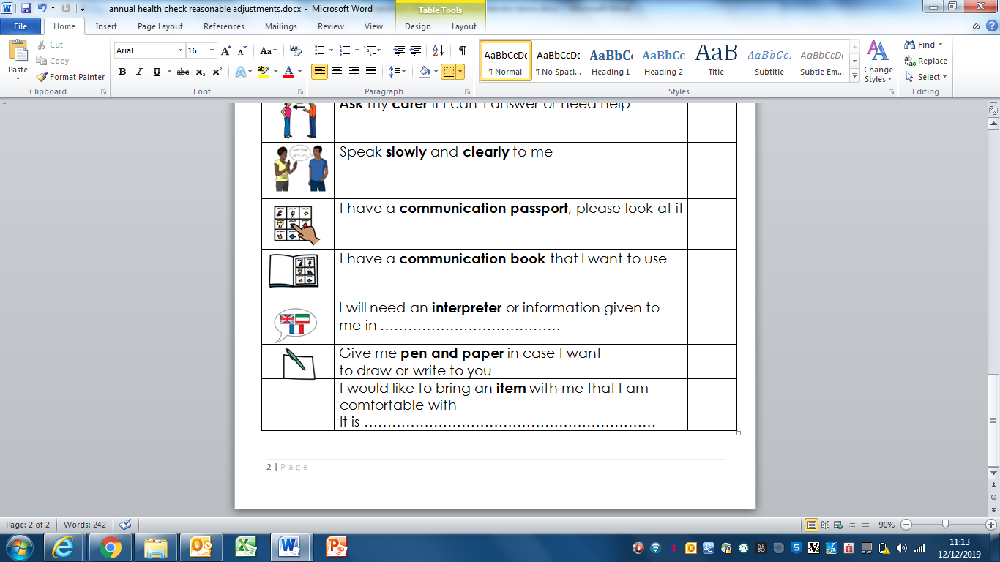 annual health check reasonable adjustments.docx - Microsoft Word
Table Tools
File Home Insert Page Layout References Mailings Review View Design Layout
Paste
Cut
Copy
Format Painter
Clipboard
Arial 16
Font
Paragraph
AaBbCcDc AaBbCcDc AaBbCc AaBbCc AaB AaBbCc. AaBbCcDc
¶ Normal ¶ No Spaci... Heading 1 Heading 2 Title Subtitle Subtle Em...
Change
Styles
Styles
Find
Replace
Select
Editing
Ask my carer if I can't answer or need help
Speak slowly and clearly to me
I have a communication passport, please look at it
I have a communication book that I want to use
I will need an interpreter or information given to
me in …………………………………
Give me pen and paper in case I want
to draw or write to you
I would like to bring an item with me that I am
comfortable with
It is ………………………………………………………
2 | Page
Page: 2 of 2 Words: 242 90%
11:13
12/12/2019